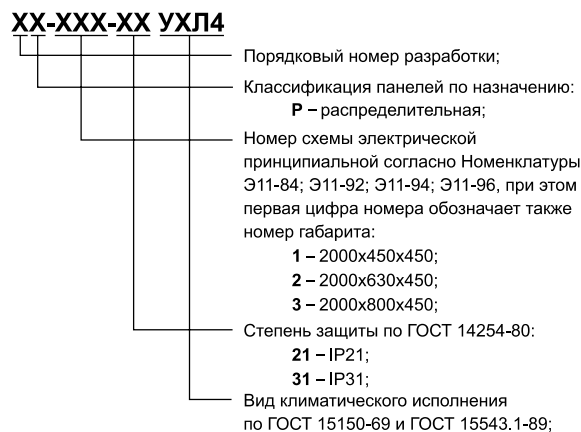 ХХ-ХХХ-ХХ УХЛ4
Порядковый номер разработки;
Классификация панелей по назначению:
Р – распределительная;
Номер схемы электрической
принципиальной согласно Номенклатуры
Э11-84; Э11-92; Э11-94; Э11-96, при этом
первая цифра номера обозначает также
номер габарита:
1 – 2000х450х450;
2 – 2000х630х450;
3 – 2000х800х450;
Степень защиты по ГОСТ 14254-80:
21 – IP21;
31 – IP31;
Вид климатического исполнения
по ГОСТ 15150-69 и ГОСТ 15543.1-89;